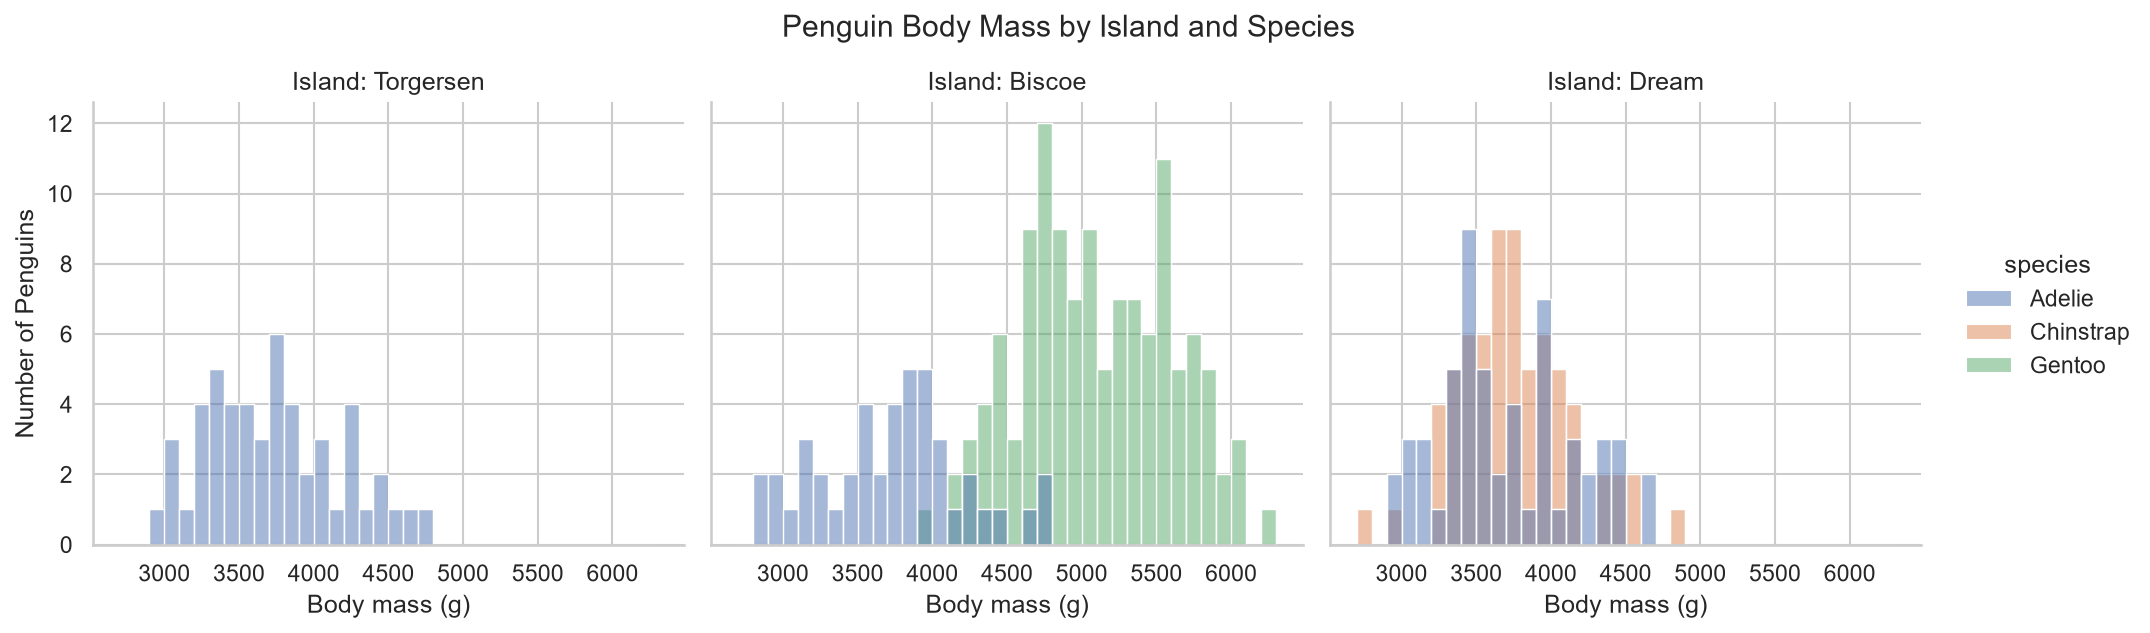 Penguin Body Mass by Island and Species
Island: Torgersen
Island: Biscoe
Island: Dream
Number of Penguins
12
10
8
6
4
2
0
3000 3500 4000 4500 5000 5500 6000
3000 3500 4000 4500 5000 5500 6000
3000 3500 4000 4500 5000 5500 6000
Body mass (g)
Body mass (g)
Body mass (g)
species
Adelie
Chinstrap
Gentoo